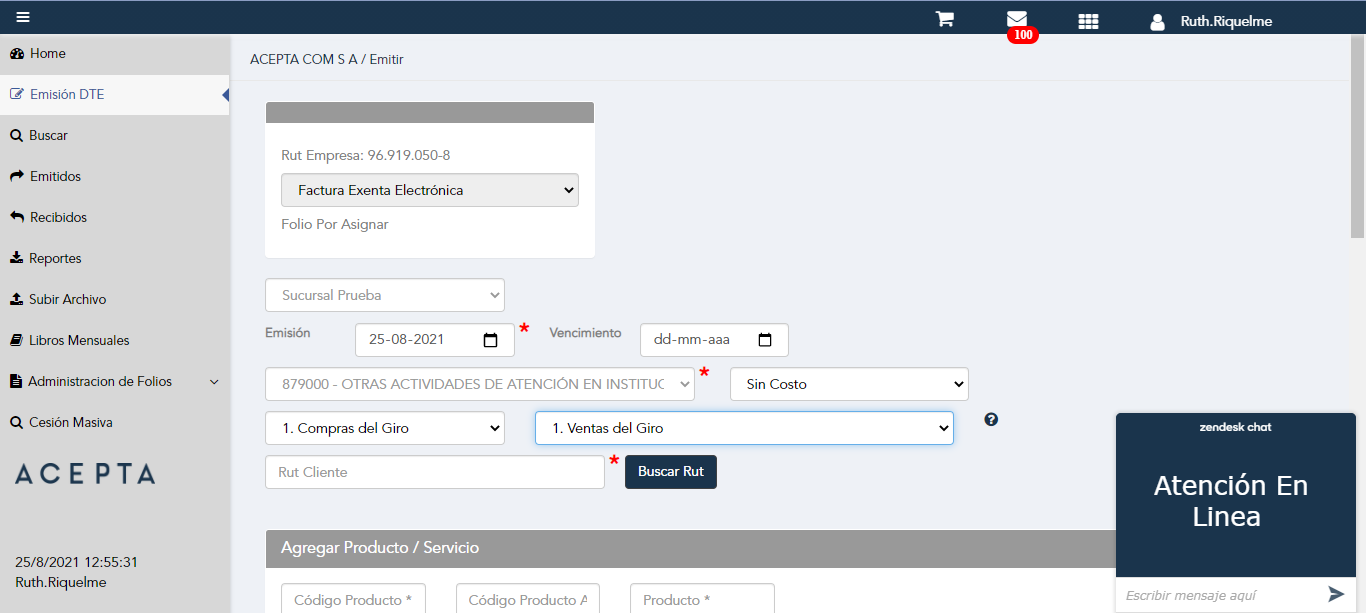 100
Ruth.Riquelme
Home
Emisión DTE
Buscar
Emitidos
Recibidos
Reportes
Subir Archivo
Libros Mensuales
Administracion de Folios
Cesión Masiva
ACEPTA
25/8/2021 12:55:31
Ruth.Riquelme
ACEPTA COM S A / Emitir
Rut Empresa: 96.919.050-8
Factura Exenta Electrónica
Folio Por Asignar
Sucursal Prueba
Emisión 25-08-2021 * Vencimiento dd-mm-aaa
879000 - OTRAS ACTIVIDADES DE ATENCIÓN EN INSTITUC * Sin Costo
1. Compras del Giro 1. Ventas del Giro ?
Rut Cliente * Buscar Rut
Agregar Producto / Servicio
Código Producto * Código Producto A Producto *
zendesk chat
Atención En
Linea
Escribir mensaje aquí